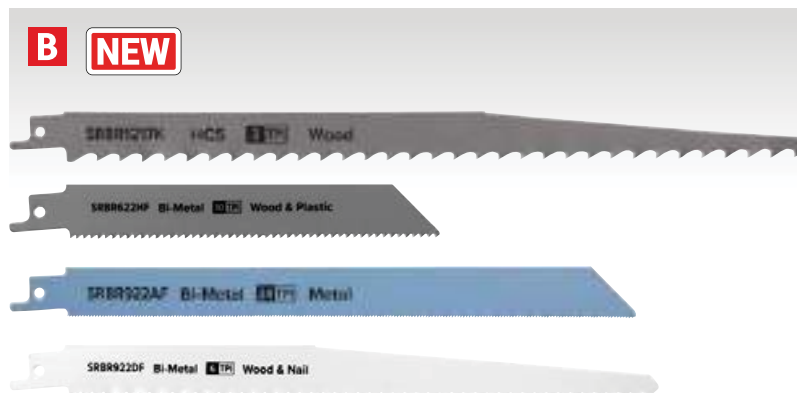 B NEW
SRBR1217K HCS 3 TPI Wood
SRBR622HF Bi-Metal 10 TPI Wood & Plastic
SRBR922AF Bi-Metal TPI Metal
SRBR922DF Bi-Metal 6 TPI Wood & Nail